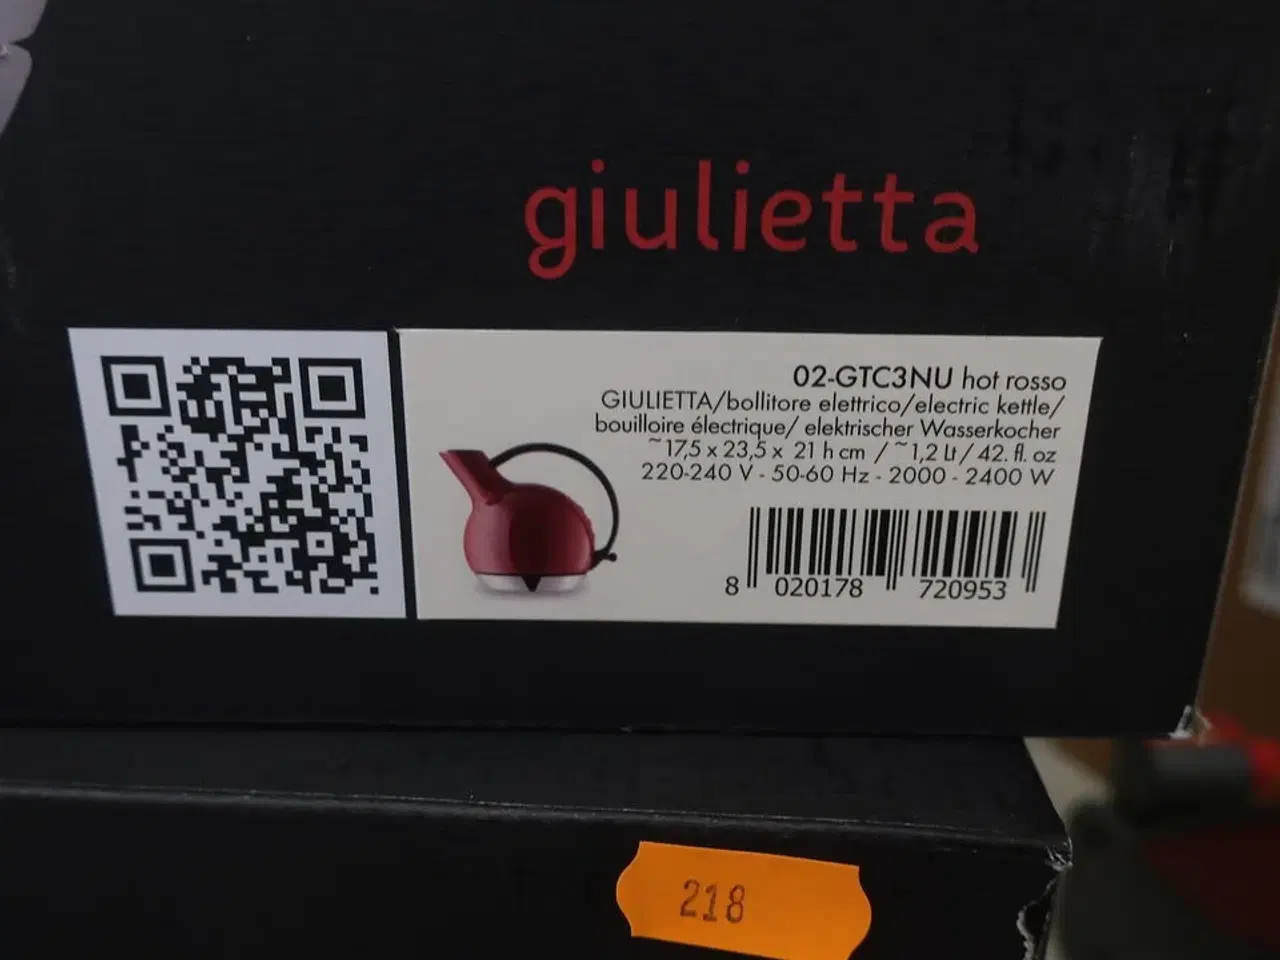 giulietta
02-GTC3NU hot rosso
GIULIETTA/bollitore elettrico/electric kettle/
bouilloire électrique/ elektrischer Wasserkocher
~17,5 x 23,5 x 21 h cm / ~1,2 Lt / 42. fl. oz
220-240 V - 50-60 Hz - 2000 - 2400 W
8 020178 720953
218